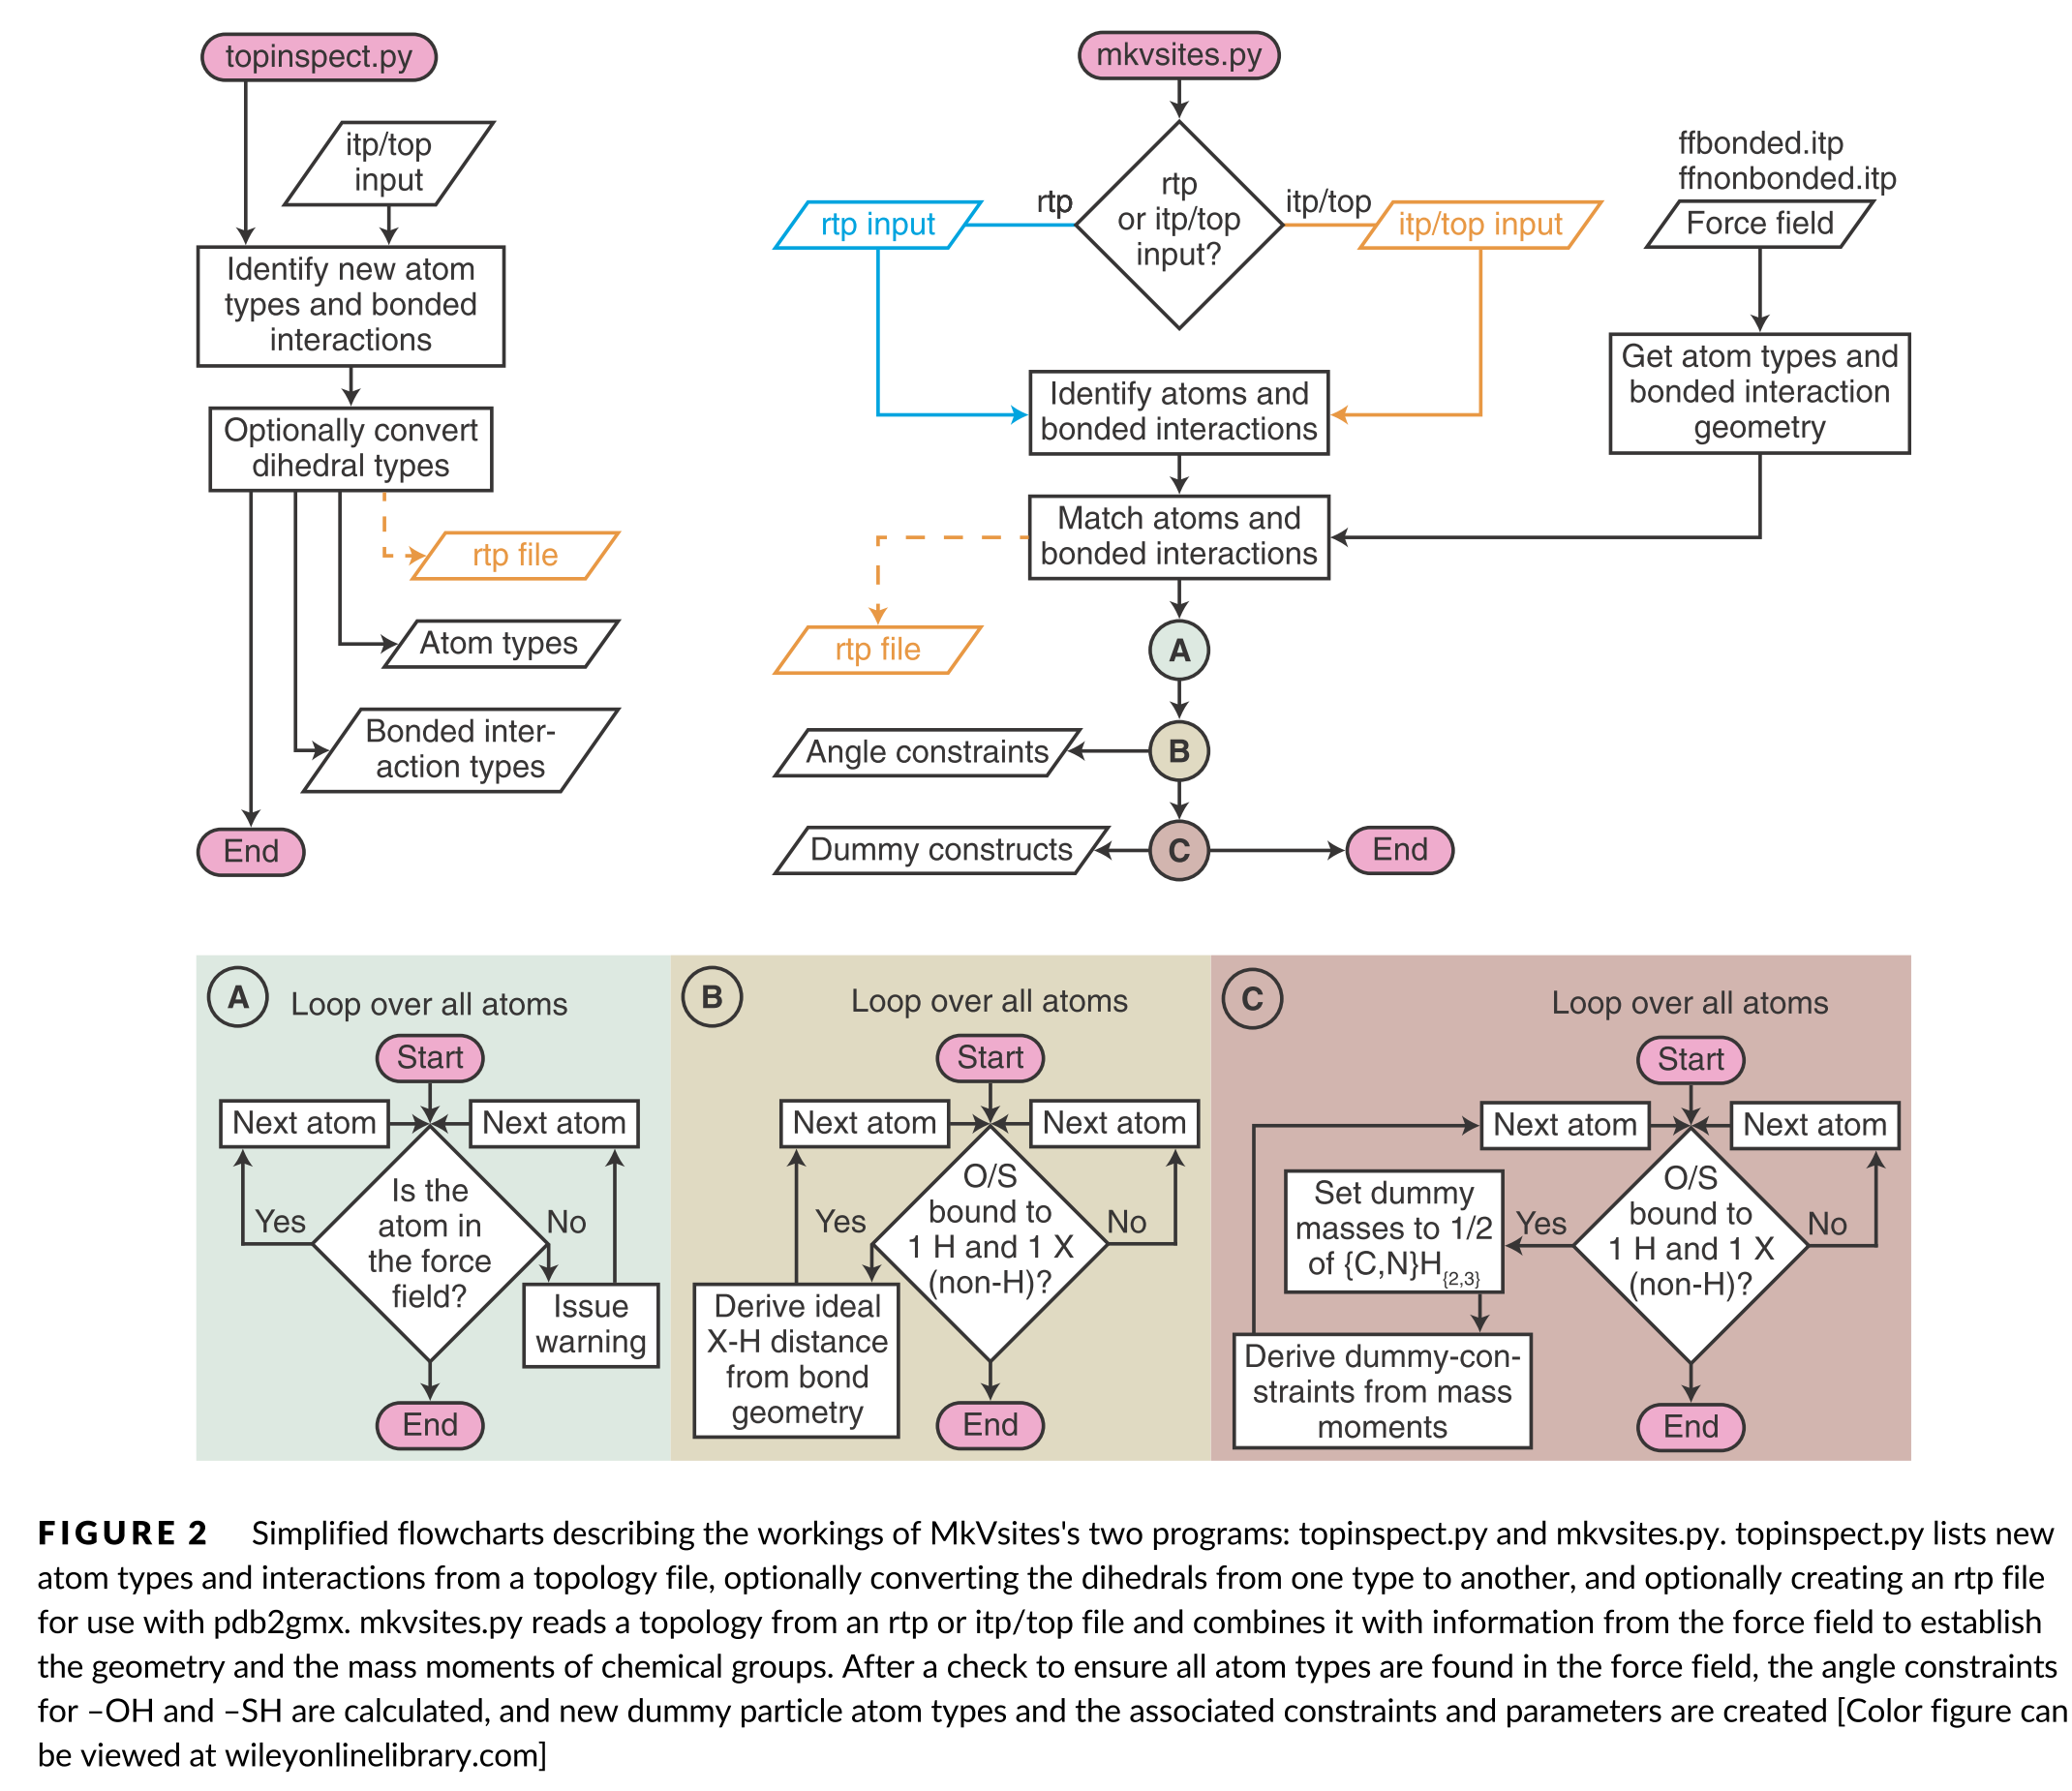 topinspect.py
itp/top
input
Identify new atom
types and bonded
interactions
Optionally convert
dihedral types
rtp file
Atom types
Bonded inter-
action types
End
mkvsites.py
rtp
or itp/top
input?
rtp
itp/top
rtp input
itp/top input
ffbonded.itp
ffnonbonded.itp
Force field
Get atom types and
bonded interaction
geometry
Identify atoms and
bonded interactions
Match atoms and
bonded interactions
rtp file
A
B
Angle constraints
C
Dummy constructs
End
A
Loop over all atoms
Start
Next atom
Next atom
Is the
atom in
the force
field?
Yes
No
Issue
warning
End
B
Loop over all atoms
Start
Next atom
Next atom
O/S
bound to
1 H and 1 X
(non-H)?
Yes
No
Derive ideal
X-H distance
from bond
geometry
End
C
Loop over all atoms
Start
Next atom
Next atom
O/S
bound to
1 H and 1 X
(non-H)?
Yes
No
Set dummy
masses to 1/2
of {C,N}H{2,3}
Derive dummy-con-
straints from mass
moments
End
FIGURE 2 Simplified flowcharts describing the workings of MkVsites's two programs: topinspect.py and mkvsites.py. topinspect.py lists new
atom types and interactions from a topology file, optionally converting the dihedrals from one type to another, and optionally creating an rtp file
for use with pdb2gmx. mkvsites.py reads a topology from an rtp or itp/top file and combines it with information from the force field to establish
the geometry and the mass moments of chemical groups. After a check to ensure all atom types are found in the force field, the angle constraints
for –OH and –SH are calculated, and new dummy particle atom types and the associated constraints and parameters are created [Color figure can
be viewed at wileyonlinelibrary.com]